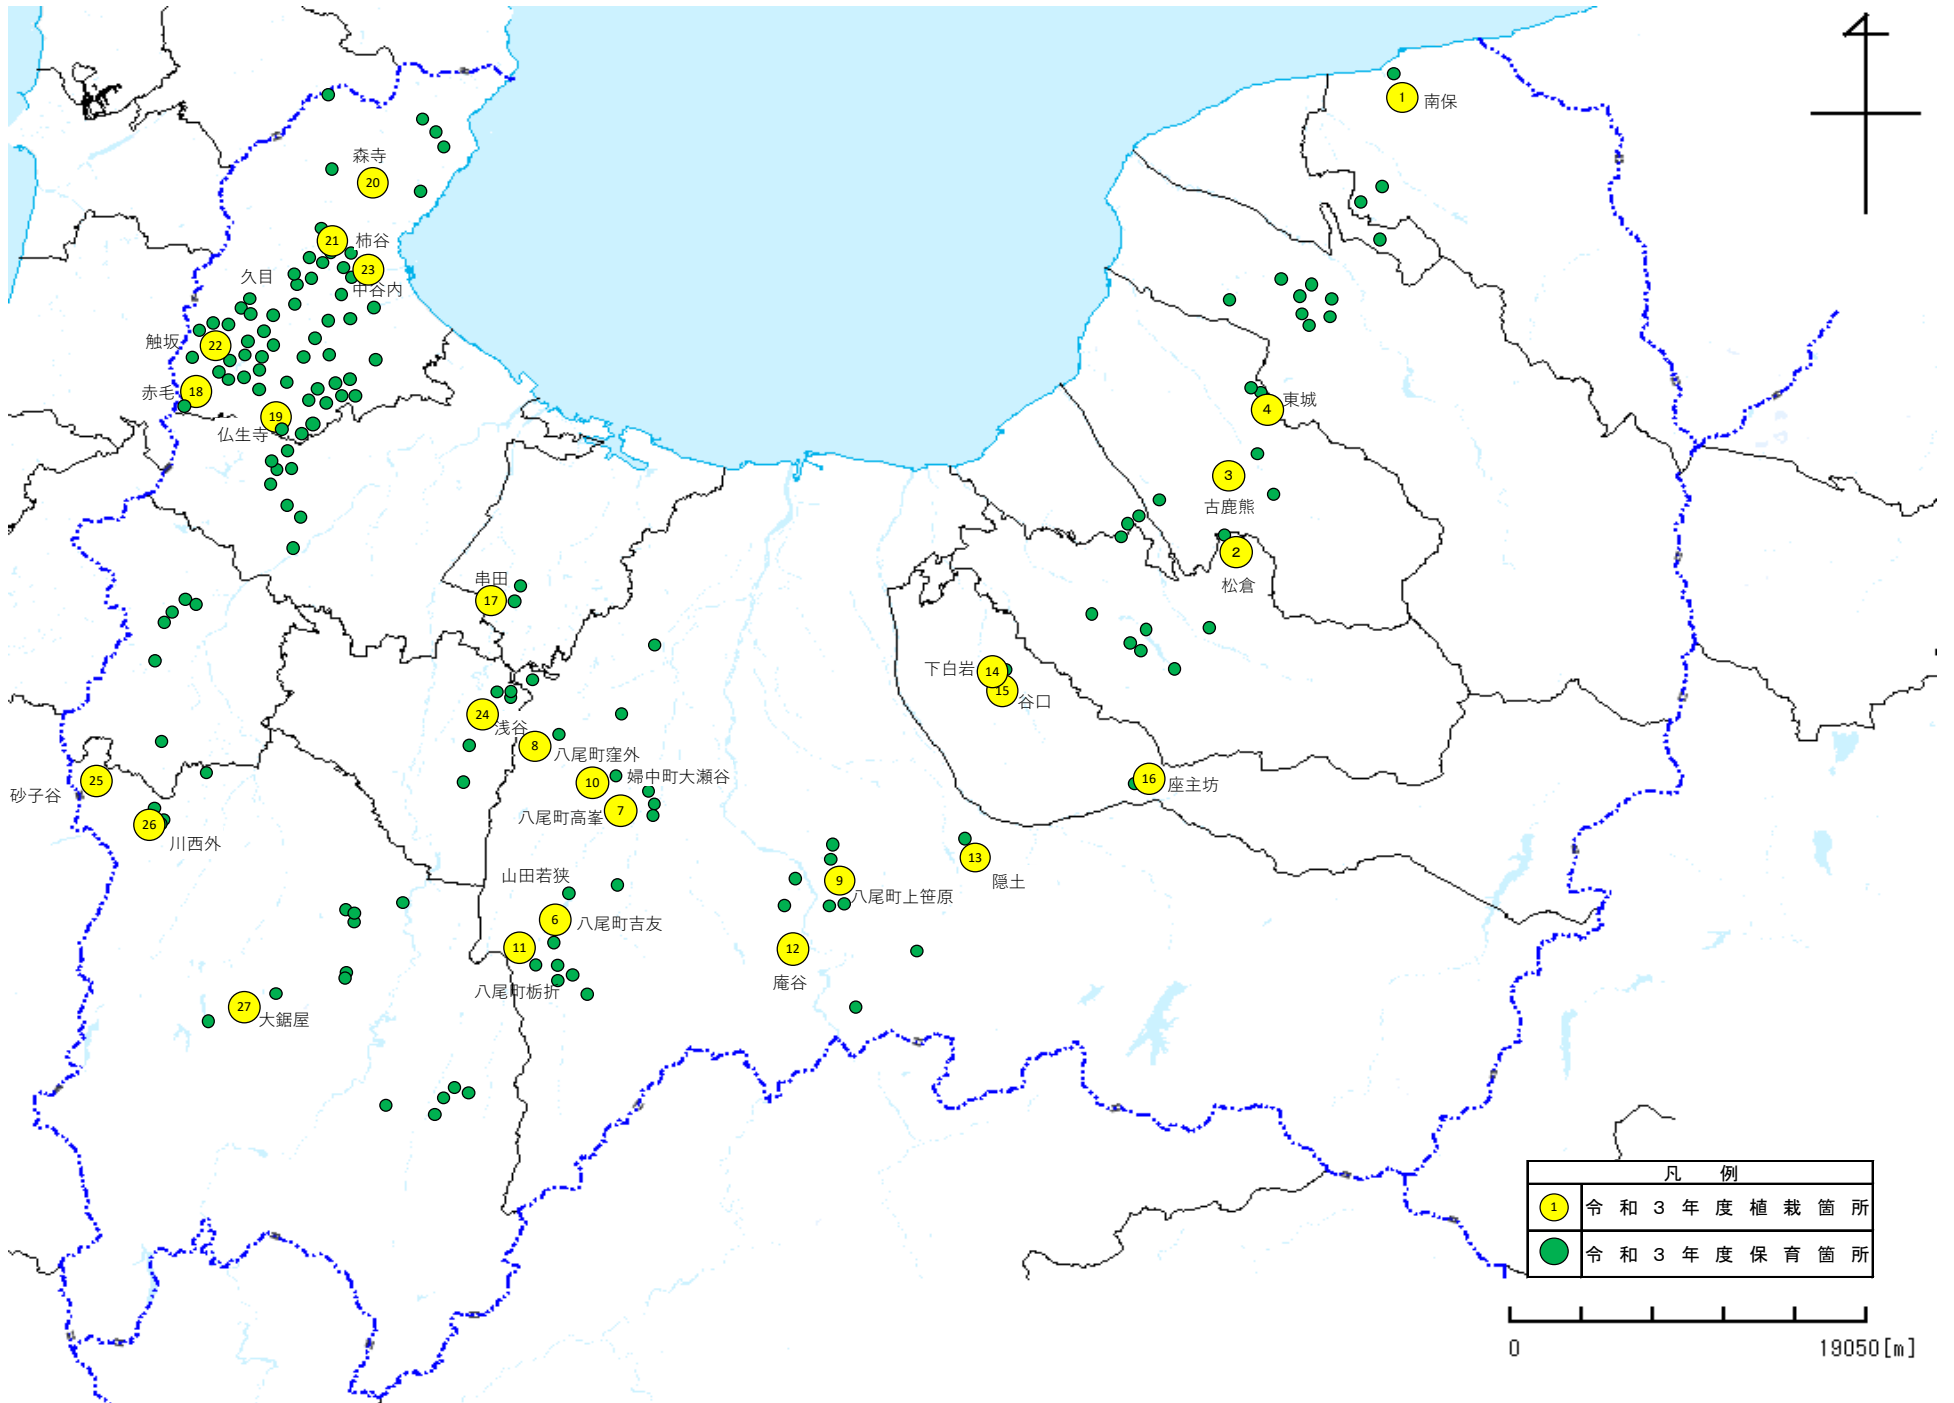 1 南保
森寺
20
21 柿谷
23
久目
中谷内
触坂 22
赤毛 18
19
仏生寺
4 東城
3
古鹿熊
2
松倉
串田
17
下白岩 14
15 谷口
24 浅谷
8 八尾町窪外
10 婦中町大瀬谷
八尾町高峯 7
16 座主坊
25
砂子谷
26 川西外
13 隠土
9 八尾町上笹原
山田若狭
6 八尾町吉友
11
八尾町栃折
12
庵谷
27 大鋸屋
凡 例
1 令和3年度植栽箇所
令和3年度保育箇所
0 19050[m]